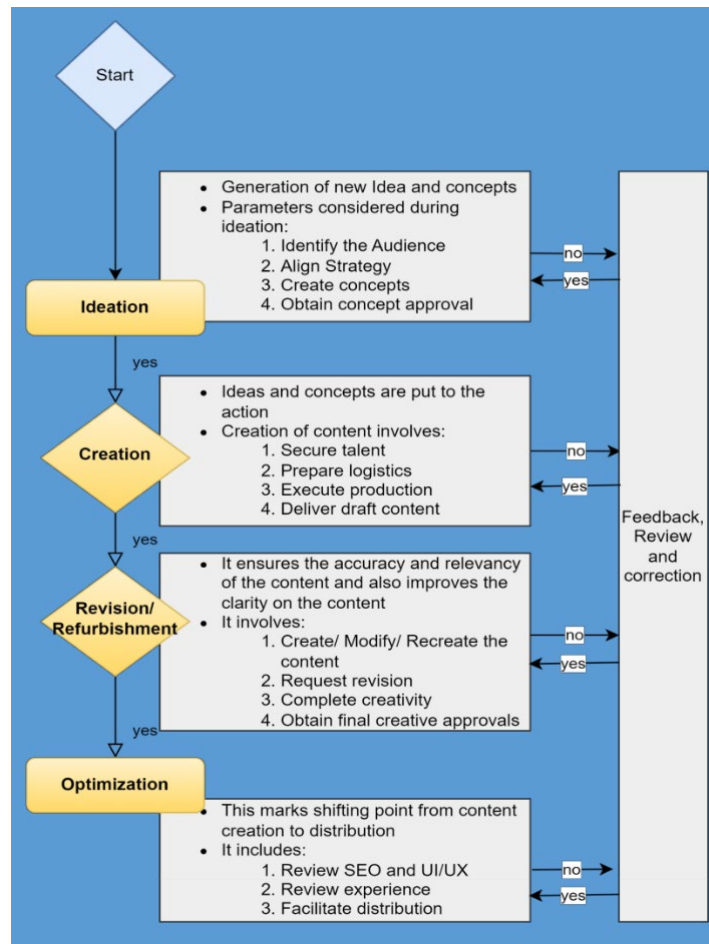 Start
• Generation of new Idea and concepts
• Parameters considered during
ideation:
1. Identify the Audience
2. Align Strategy
3. Create concepts
4. Obtain concept approval
no
yes
Ideation
yes
• Ideas and concepts are put to the
action
• Creation of content involves:
1. Secure talent
2. Prepare logistics
3. Execute production
4. Deliver draft content
no
yes
Creation
yes
Feedback,
Review
and
correction
• It ensures the accuracy and relevancy
of the content and also improves the
clarity on the content
• It involves:
1. Create/ Modify/ Recreate the
content
2. Request revision
3. Complete creativity
4. Obtain final creative approvals
no
yes
Revision/
Refurbishment
yes
Optimization
• This marks shifting point from content
creation to distribution
• It includes:
1. Review SEO and UI/UX
2. Review experience
3. Facilitate distribution
no
yes